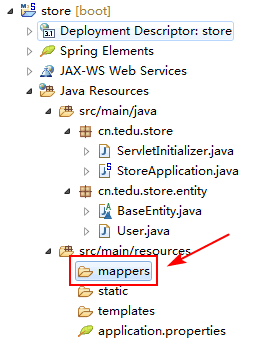 store [boot]
Deployment Descriptor: store
Spring Elements
JAX-WS Web Services
Java Resources
src/main/java
cn.tedu.store
ServletInitializer.java
StoreApplication.java
cn.tedu.store.entity
BaseEntity.java
User.java
src/main/resources
mappers
static
templates
application.properties